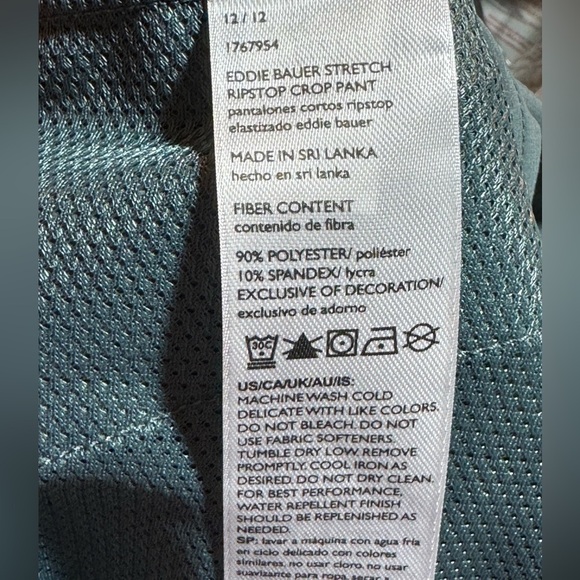 12 / 12
1767954
EDDIE BAUER STRETCH
RIPSTOP CROP PANT
pantalones cortos ripstop
elastizado eddie bauer
MADE IN SRI LANKA
hecho en sri lanka
FIBER CONTENT
contenido de fibra
90% POLYESTER/ poliéster
10% SPANDEX/ lycra
EXCLUSIVE OF DECORATION/
exclusivo de adorno
30C
US/CA/UK/AU/IS:
MACHINE WASH COLD
DELICATE WITH LIKE COLORS.
DO NOT BLEACH. DO NOT
USE FABRIC SOFTENERS.
TUMBLE DRY LOW. REMOVE
PROMPTLY. COOL IRON AS
DESIRED. DO NOT DRY CLEAN.
FOR BEST PERFORMANCE,
WATER REPELLENT FINISH
SHOULD BE REPLENISHED AS
NEEDED.
SP: lavar a máquina con agua fría
en ciclo delicado con colores
similares. no usar cloro. no usar
suavizante para ropa. secar